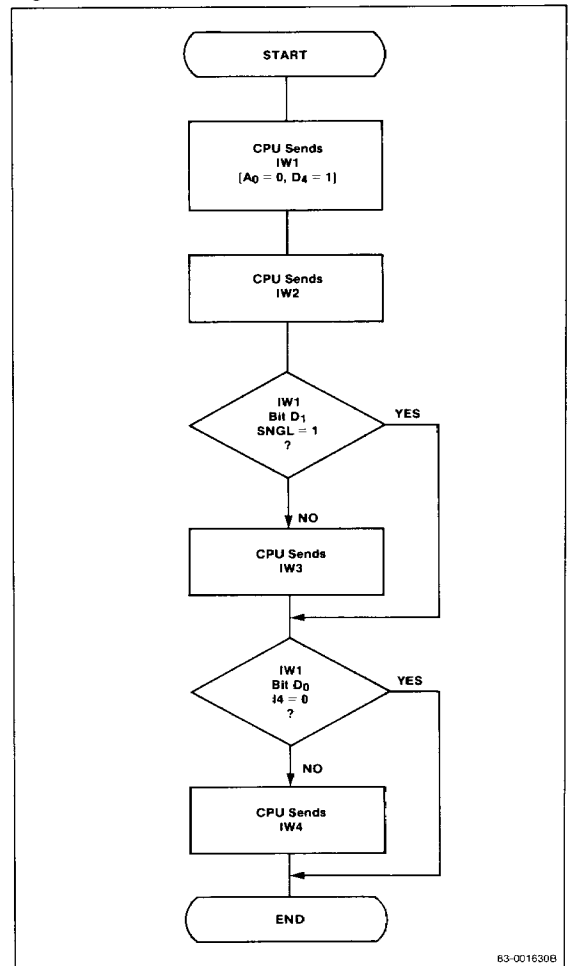 START
CPU Sends
IW1
[A0 = 0, D4 = 1]
CPU Sends
IW2
IW1
Bit D1
SNGL = 1
?
YES
NO
CPU Sends
IW3
IW1
Bit D0
I4 = 0
?
YES
NO
CPU Sends
IW4
END
83-001630B